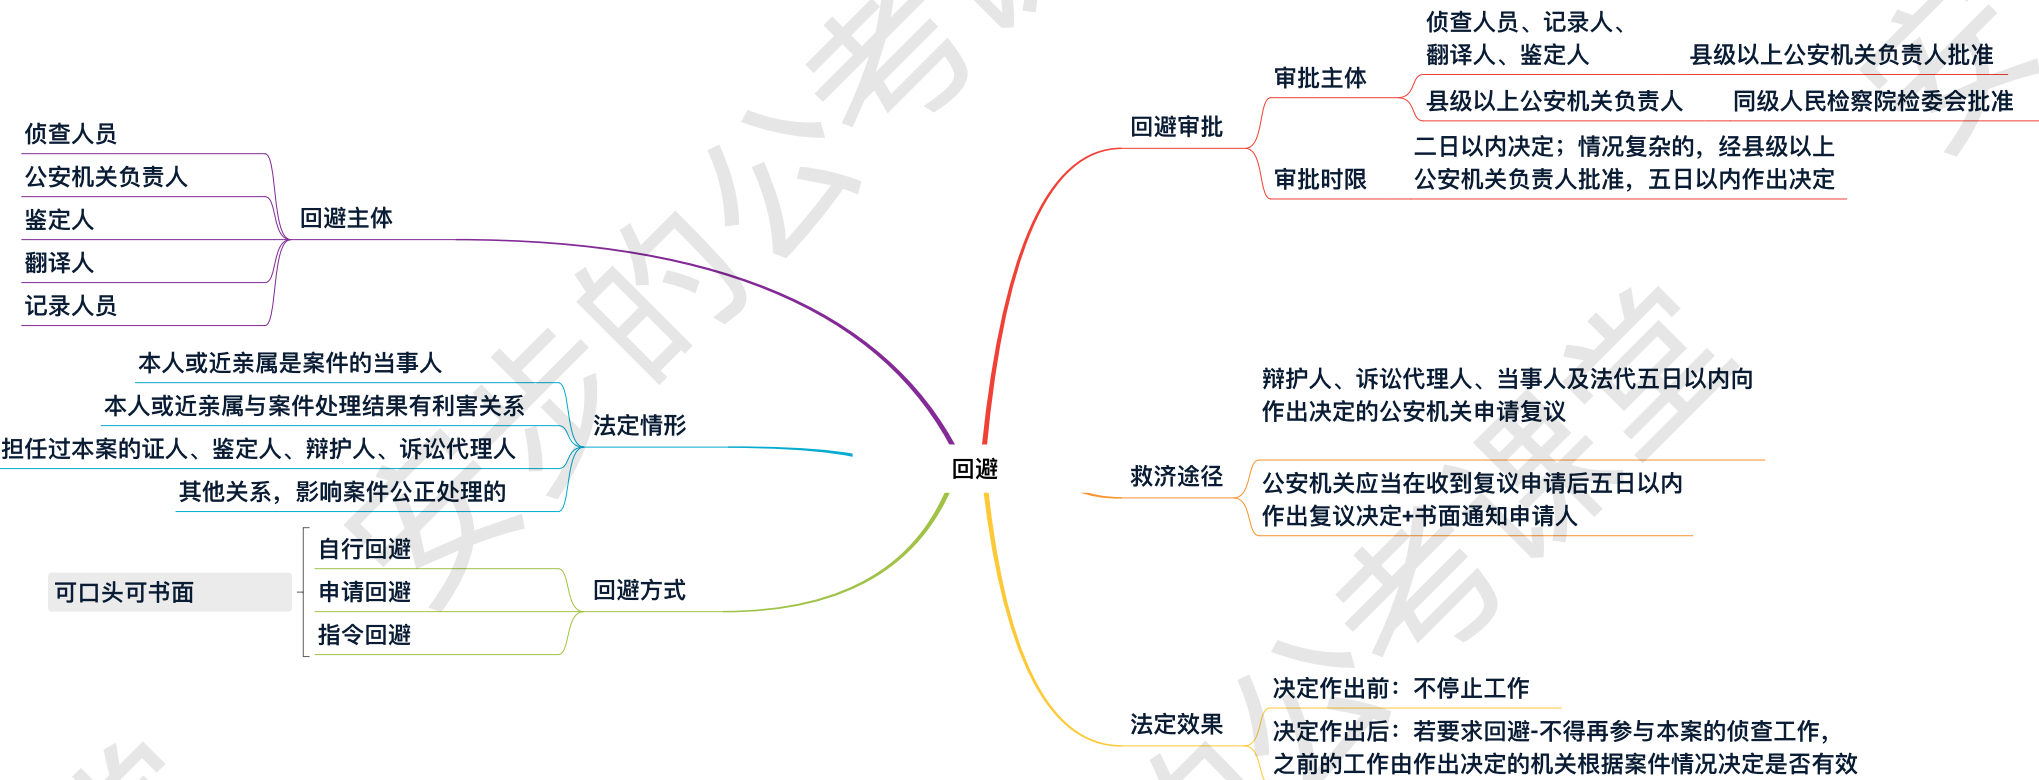 回避
回避主体
侦查人员
公安机关负责人
鉴定人
翻译人
记录人员
法定情形
本人或近亲属是案件的当事人
本人或近亲属与案件处理结果有利害关系
担任过本案的证人、鉴定人、辩护人、诉讼代理人
其他关系，影响案件公正处理的
回避方式
自行回避
申请回避
指令回避
可口头可书面
回避审批
审批主体
侦查人员、记录人、
翻译人、鉴定人
县级以上公安机关负责人批准
县级以上公安机关负责人
同级人民检察院检委会批准
审批时限
二日以内决定；情况复杂的，经县级以上
公安机关负责人批准，五日以内作出决定
救济途径
辩护人、诉讼代理人、当事人及法代五日以内向
作出决定的公安机关申请复议
公安机关应当在收到复议申请后五日以内
作出复议决定+书面通知申请人
法定效果
决定作出前：不停止工作
决定作出后：若要求回避-不得再参与本案的侦查工作，
之前的工作由作出决定的机关根据案件情况决定是否有效
安步的公考课
安
的公考课堂
堂